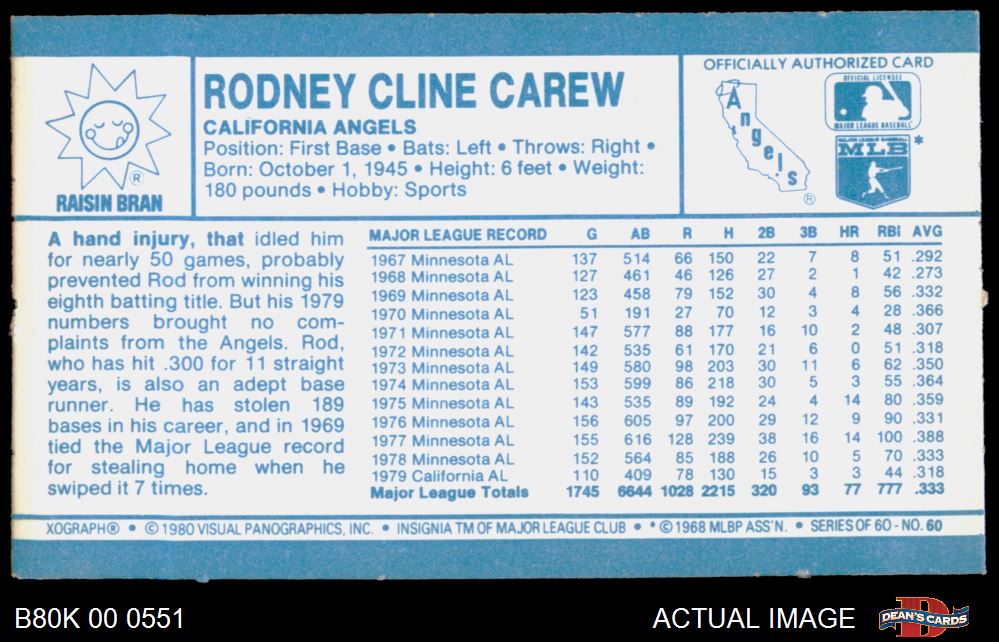 RAISIN BRAN
®
RODNEY CLINE CAREW
CALIFORNIA ANGELS
Position: First Base • Bats: Left • Throws: Right •
Born: October 1, 1945 • Height: 6 feet • Weight:
180 pounds • Hobby: Sports
OFFICIALLY AUTHORIZED CARD
Angels
®
OFFICIAL LICENSEE
MAJOR LEAGUE BASEBALL
MAJOR LEAGUE BASEBALL
MLB *
A hand injury, that idled him
for nearly 50 games, probably
prevented Rod from winning his
eighth batting title. But his 1979
numbers brought no com-
plaints from the Angels. Rod,
who has hit .300 for 11 straight
years, is also an adept base
runner. He has stolen 189
bases in his career, and in 1969
tied the Major League record
for stealing home when he
swiped it 7 times.
MAJOR LEAGUE RECORD G AB R H 2B 3B HR RBI AVG
1967 Minnesota AL 137 514 66 150 22 7 8 51 .292
1968 Minnesota AL 127 461 46 126 27 2 1 42 .273
1969 Minnesota AL 123 458 79 152 30 4 8 56 .332
1970 Minnesota AL 51 191 27 70 12 3 4 28 .366
1971 Minnesota AL 147 577 88 177 16 10 2 48 .307
1972 Minnesota AL 142 535 61 170 21 6 0 51 .318
1973 Minnesota AL 149 580 98 203 30 11 6 62 .350
1974 Minnesota AL 153 599 86 218 30 5 3 55 .364
1975 Minnesota AL 143 535 89 192 24 4 14 80 .359
1976 Minnesota AL 156 605 97 200 29 12 9 90 .331
1977 Minnesota AL 155 616 128 239 38 16 14 100 .388
1978 Minnesota AL 152 564 85 188 26 10 5 70 .333
1979 California AL 110 409 78 130 15 3 3 44 .318
Major League Totals 1745 6644 1028 2215 320 93 77 777 .333
XOGRAPH® • © 1980 VISUAL PANOGRAPHICS, INC. • INSIGNIA TM OF MAJOR LEAGUE CLUB • * © 1968 MLBP ASS'N. • SERIES OF 60 - NO. 60
B80K 00 0551
ACTUAL IMAGE
DEAN'S CARDS